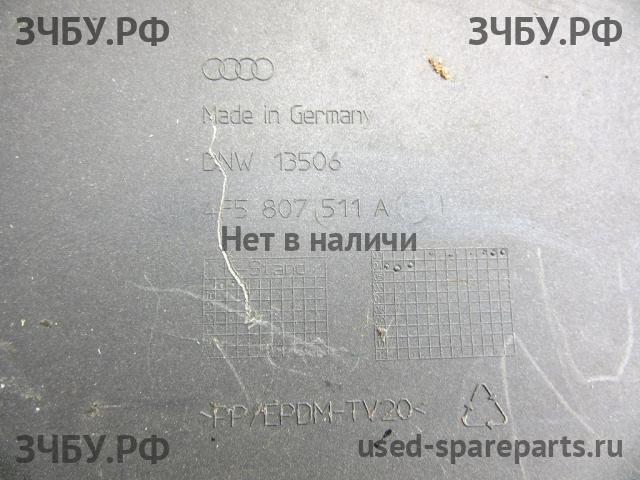 ЗЧБУ.РФ ЗЧБУ.РФ
Made in Germany
DNW 13506
4F5 807 511 A
Нет в наличи
Stand
>PP/EPDM-TV20<
ЗЧБУ.РФ used-spareparts.ru